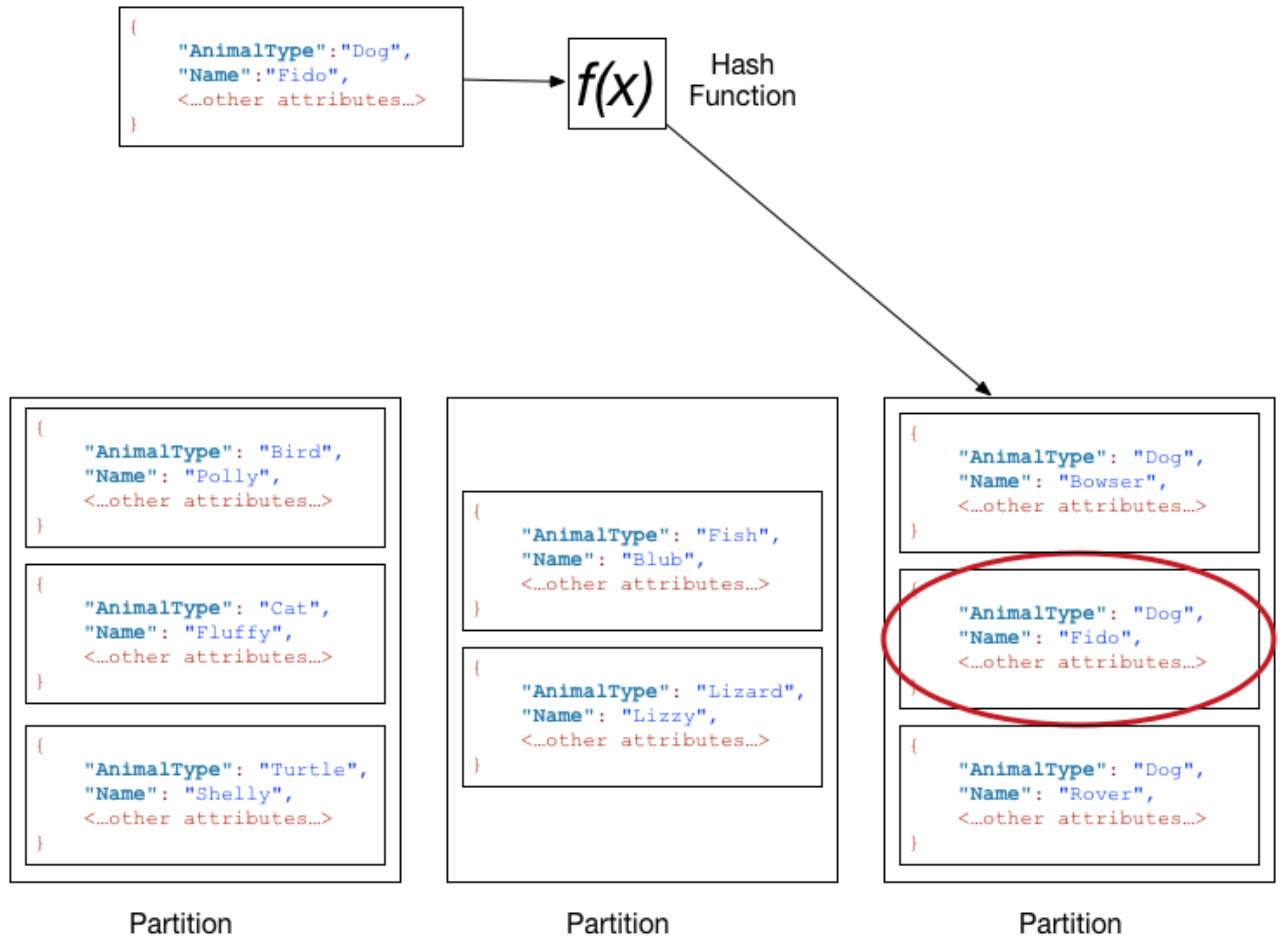 {
"AnimalType":"Dog",
"Name":"Fido",
<…other attributes…>
}
f(x)
Hash
Function
{
"AnimalType": "Bird",
"Name": "Polly",
<…other attributes…>
}
{
"AnimalType": "Cat",
"Name": "Fluffy",
<…other attributes…>
}
{
"AnimalType": "Turtle",
"Name": "Shelly",
<…other attributes…>
}
Partition
{
"AnimalType": "Fish",
"Name": "Blub",
<…other attributes…>
}
{
"AnimalType": "Lizard",
"Name": "Lizzy",
<…other attributes…>
}
Partition
{
"AnimalType": "Dog",
"Name": "Bowser",
<…other attributes…>
}
{
"AnimalType": "Dog",
"Name": "Fido",
<…other attributes…>
}
{
"AnimalType": "Dog",
"Name": "Rover",
<…other attributes…>
}
Partition